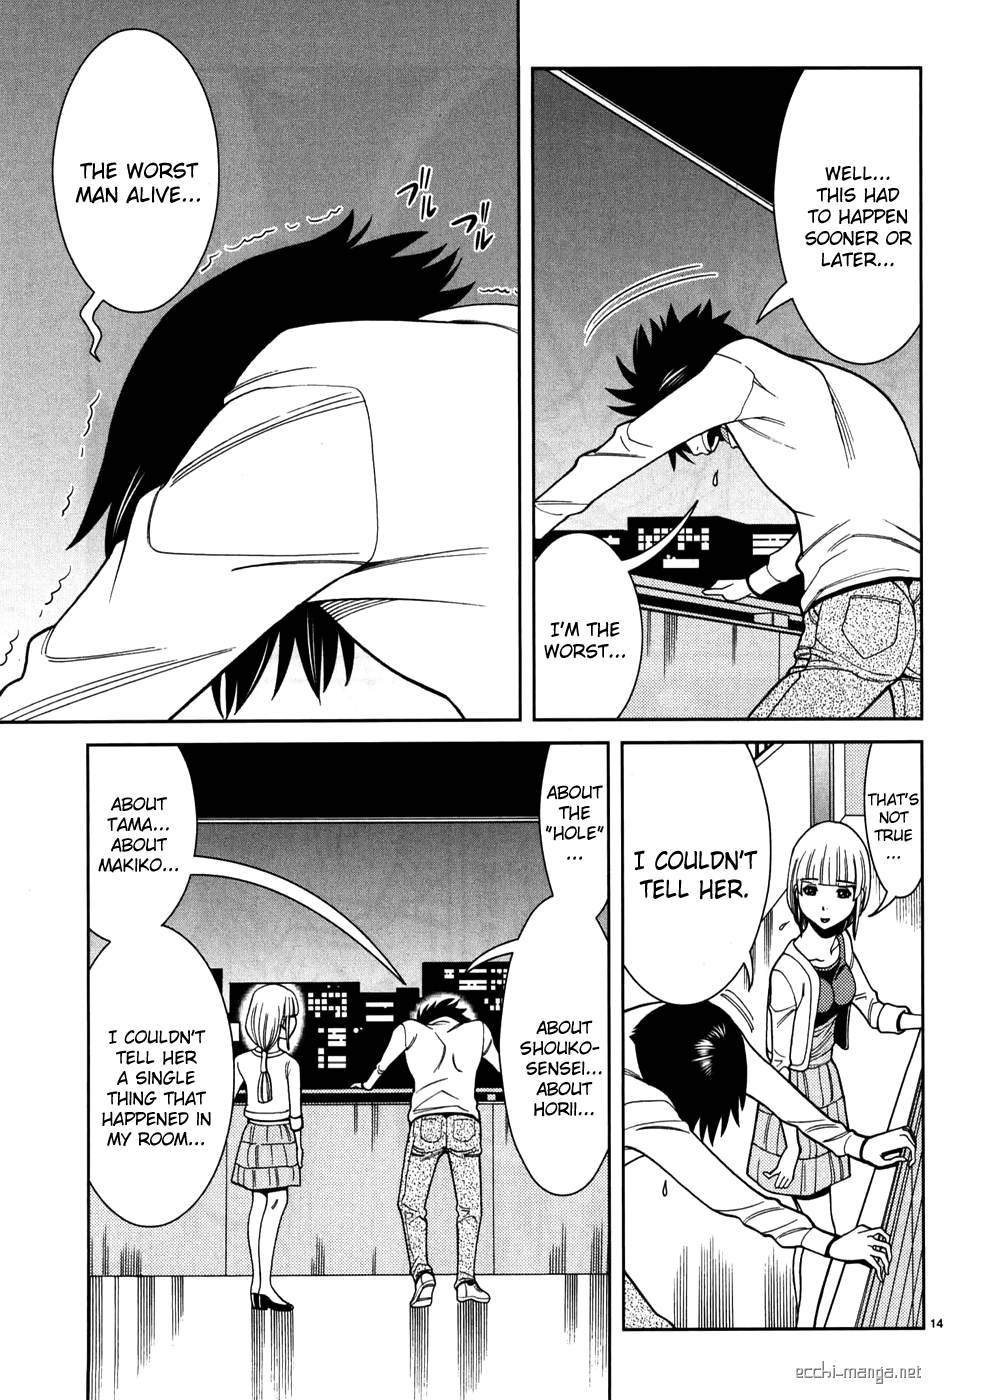 WELL...
THIS HAD
TO HAPPEN
SOONER OR
LATER...
I'M THE
WORST...
THE WORST
MAN ALIVE...
ブル
ブル
THAT'S
NOT
TRUE
...
I COULDN'T
TELL HER.
ABOUT
THE
"HOLE"
...
ABOUT
SHOUKO-
SENSEI...
ABOUT
HORII...
ABOUT
TAMA...
ABOUT
MAKIKO...
I COULDN'T
TELL HER
A SINGLE
THING THAT
HAPPENED IN
MY ROOM...
14
ecchi-manga.net